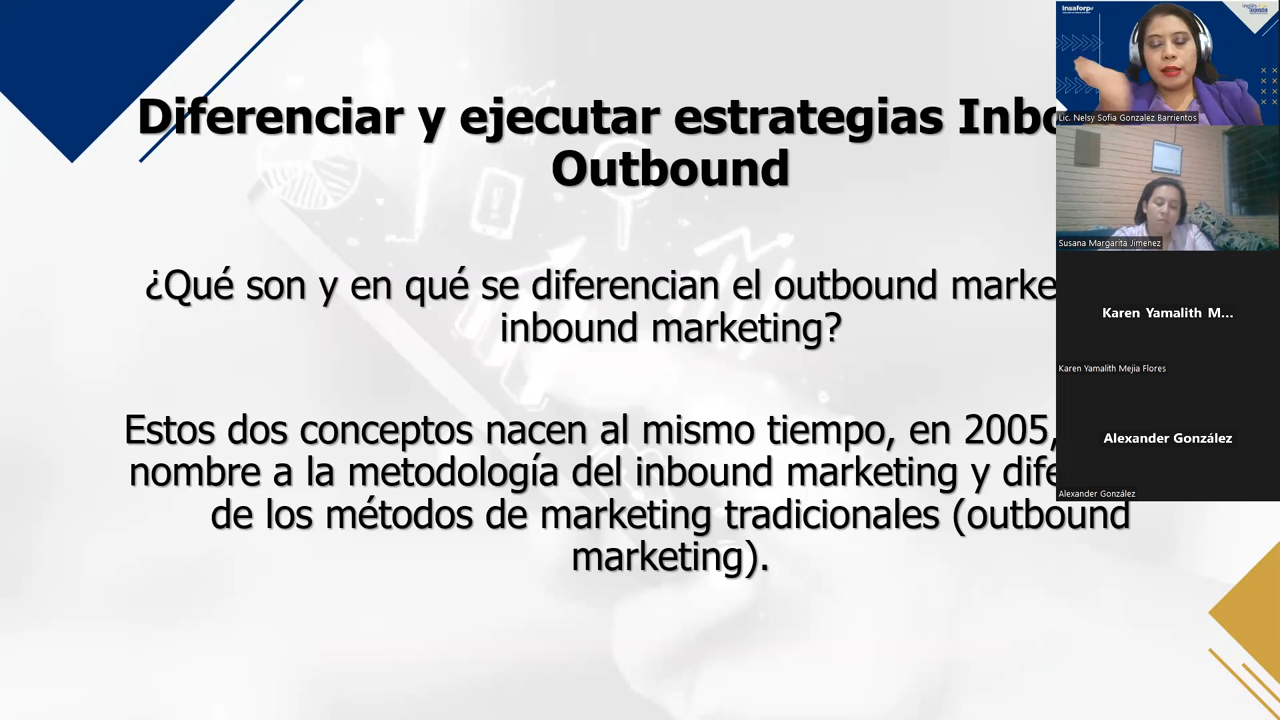 Diferenciar y ejecutar estrategias Inbo
Outbound
¿Qué son y en qué se diferencian el outbound marke
inbound marketing?
Estos dos conceptos nacen al mismo tiempo, en 2005,
nombre a la metodología del inbound marketing y dife
de los métodos de marketing tradicionales (outbound
marketing).
Insaforp
Lic. Nelsy Sofia Gonzalez Barrientos
Susana Margarita Jimenez
Karen Yamalith M...
Karen Yamalith Mejia Flores
Alexander González
Alexander González